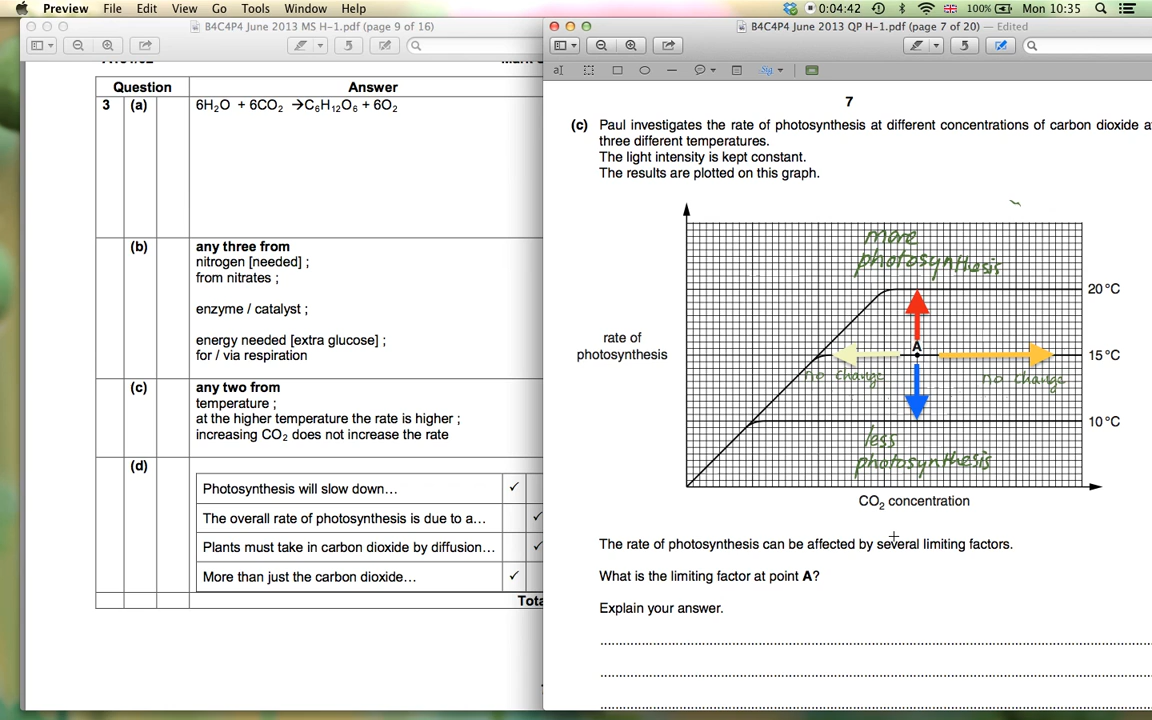 Preview File Edit View Go Tools Window Help
0:04:42 100% Mon 10:35
B4C4P4 June 2013 MS H-1.pdf (page 9 of 16)
B4C4P4 June 2013 QP H-1.pdf (page 7 of 20) — Edited
Question Answer
3 (a) 6H₂O + 6CO₂ →C₆H₁₂O₆ + 6O₂
(b) any three from
nitrogen [needed] ;
from nitrates ;
enzyme / catalyst ;
energy needed [extra glucose] ;
for / via respiration
(c) any two from
temperature ;
at the higher temperature the rate is higher ;
increasing CO₂ does not increase the rate
(d)
Photosynthesis will slow down… ✓
The overall rate of photosynthesis is due to a… ✓
Plants must take in carbon dioxide by diffusion… ✓
More than just the carbon dioxide… ✓
Tota
7
(c) Paul investigates the rate of photosynthesis at different concentrations of carbon dioxide a
three different temperatures.
The light intensity is kept constant.
The results are plotted on this graph.
more
photosynthesis
20 °C
rate of
photosynthesis
A
15 °C
no change
no change
10 °C
less
photosynthesis
CO₂ concentration
The rate of photosynthesis can be affected by several limiting factors.
What is the limiting factor at point A?
Explain your answer.